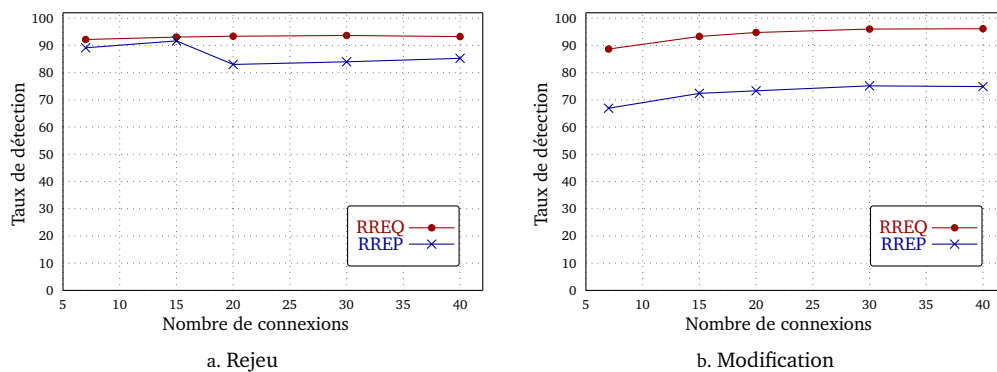 100
90
80
70
60
50
40
30
20
10
0
Taux de détection
RREQ
RREP
5 10 15 20 25 30 35 40
Nombre de connexions
a. Rejeu
100
90
80
70
60
50
40
30
20
10
0
Taux de détection
RREQ
RREP
5 10 15 20 25 30 35 40
Nombre de connexions
b. Modification